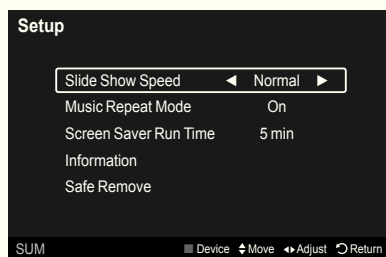 Setup
Slide Show Speed ◀ Normal ▶
Music Repeat Mode On
Screen Saver Run Time 5 min
Information
Safe Remove
SUM Device Move Adjust Return